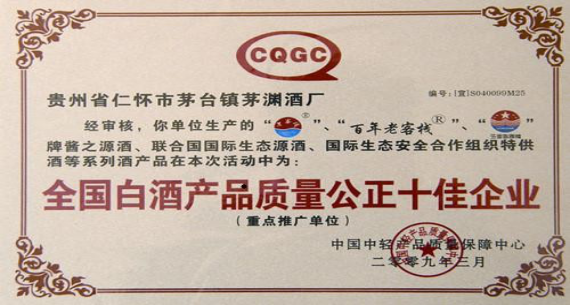 CQGC
贵州省仁怀市茅台镇茅渊酒厂
编号:[宣]S040099M25
经审核，你单位生产的“®”、“百年老客栈®”、“”
牌酱之源酒、联合国国际生态源酒、国际生态安全合作组织特供
酒等系列酒产品在本次活动中为：
全国白酒产品质量公正十佳企业
(重点推广单位)
中国中轻产品质量保障中心
二零零九年三月